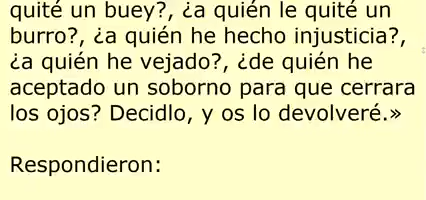 quité un buey?, ¿a quién le quité un
burro?, ¿a quién he hecho injusticia?,
¿a quién he vejado?, ¿de quién he
aceptado un soborno para que cerrara
los ojos? Decidlo, y os lo devolveré.»
Respondieron: